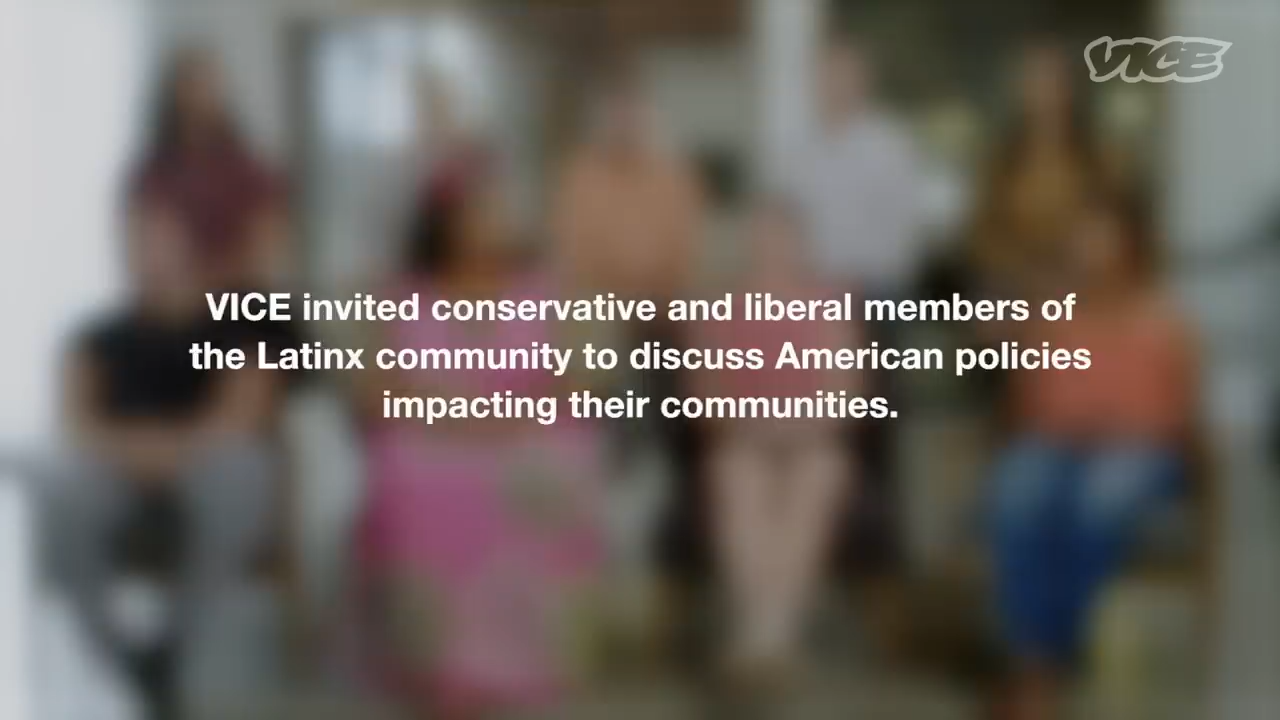 VICE
VICE invited conservative and liberal members of
the Latinx community to discuss American policies
impacting their communities.